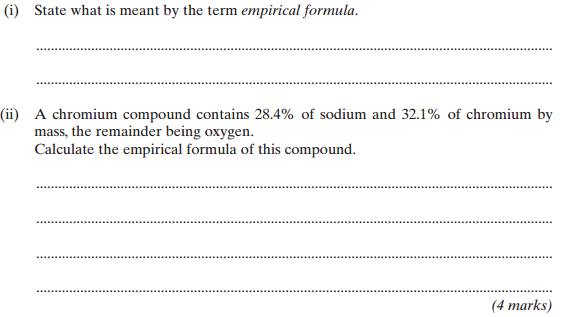 (i) State what is meant by the term empirical formula.
(ii) A chromium compound contains 28.4% of sodium and 32.1% of chromium by
mass, the remainder being oxygen.
Calculate the empirical formula of this compound.
(4 marks)